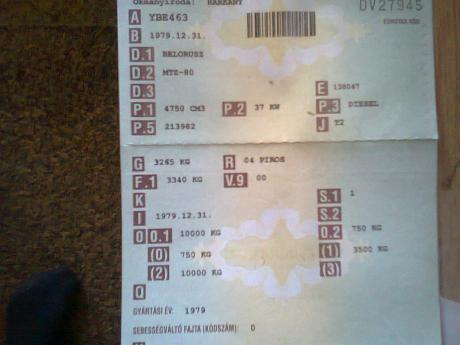 Okmányiroda: HARKÁNY
DV27945
A YBE463
B 1979.12.31.
D.1 BELORUSZ
D.2 MTZ-80
D.3 E 138047
P.1 4750 CM3 P.2 37 KW P.3 DIESEL
P.5 213982 J T2
G 3265 KG R 04 PIROS
F.1 3340 KG V.9 00
K S.1 1
I 1979.12.31. S.2
O O.1 10000 KG O.2 750 KG
(O) 750 KG (1) 3500 KG
(2) 10000 KG (3)
O
GYÁRTÁSI ÉV: 1979
SEBESSÉGVÁLTÓ FAJTA (KÓDSZÁM): 0